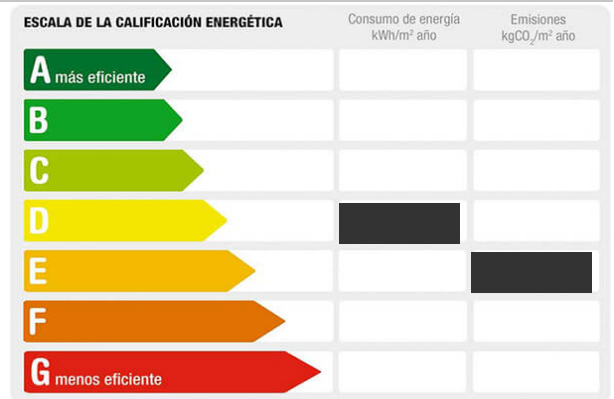 ESCALA DE LA CALIFICACIÓN ENERGÉTICA
Consumo de energía
kWh/m² año
Emisiones
kgCO₂/m² año
A más eficiente
B
C
D
E
F
G menos eficiente